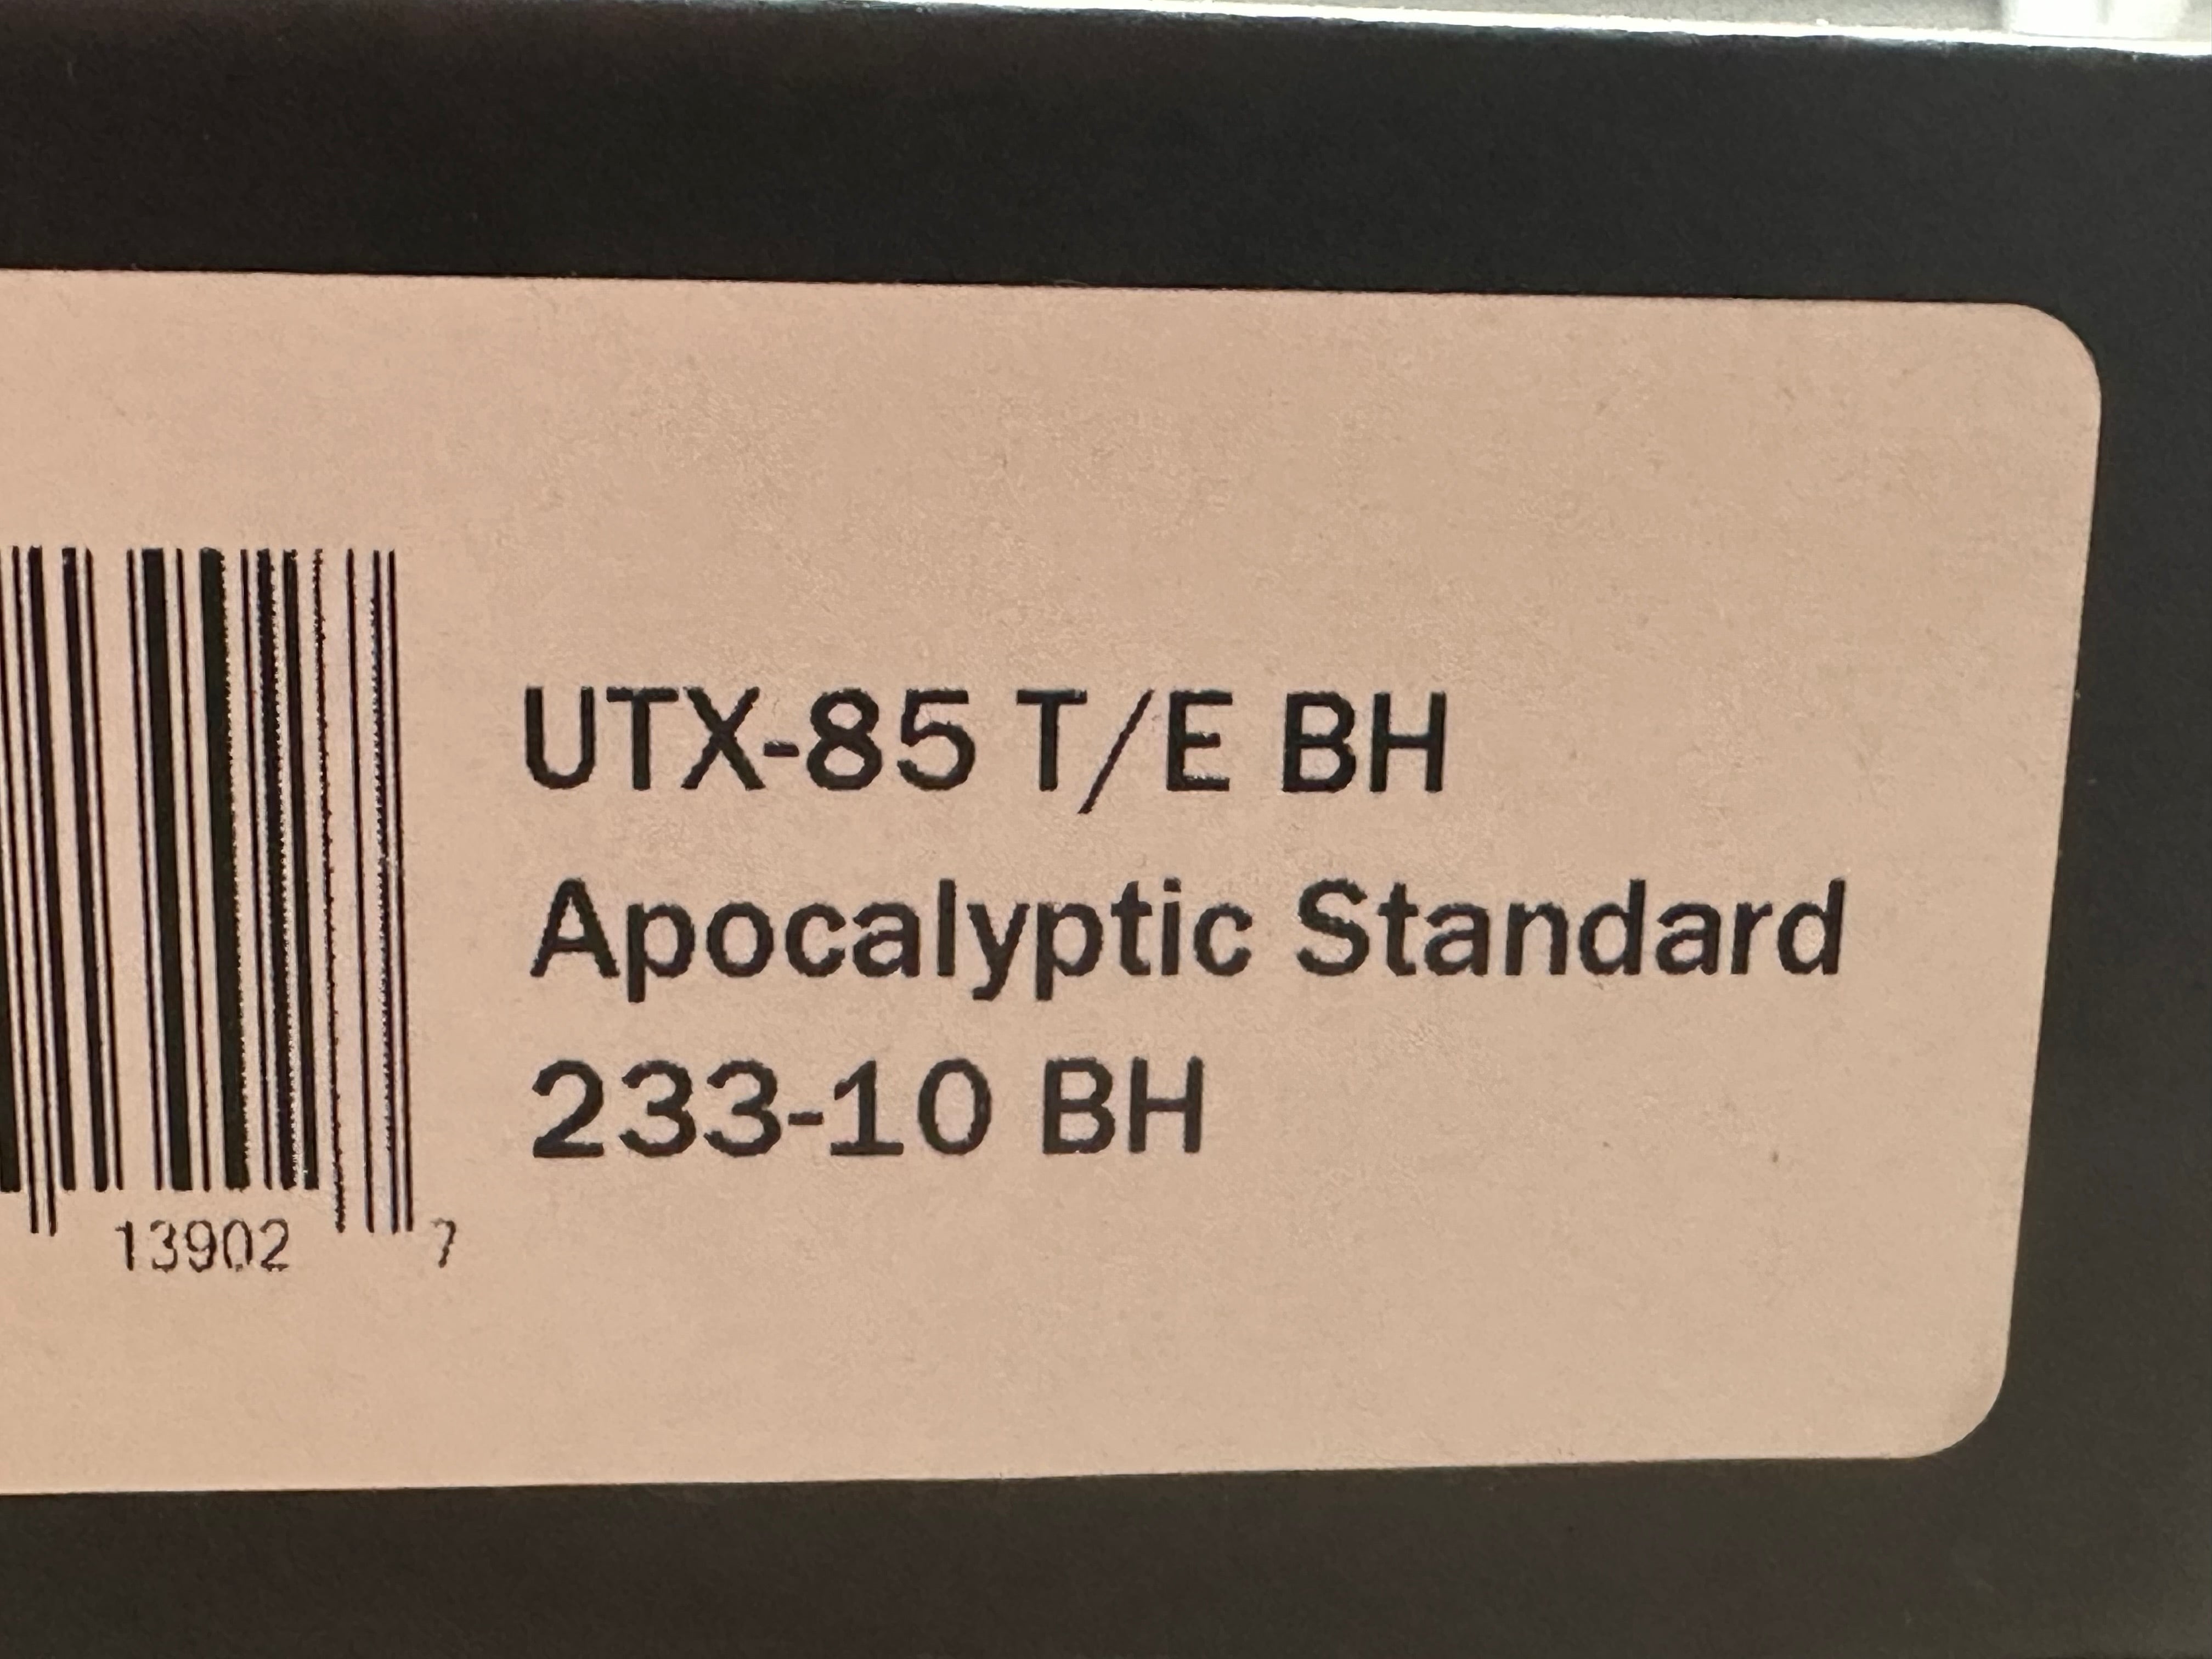 UTX-85 T/E BH
Apocalyptic Standard
233-10 BH
13902 7